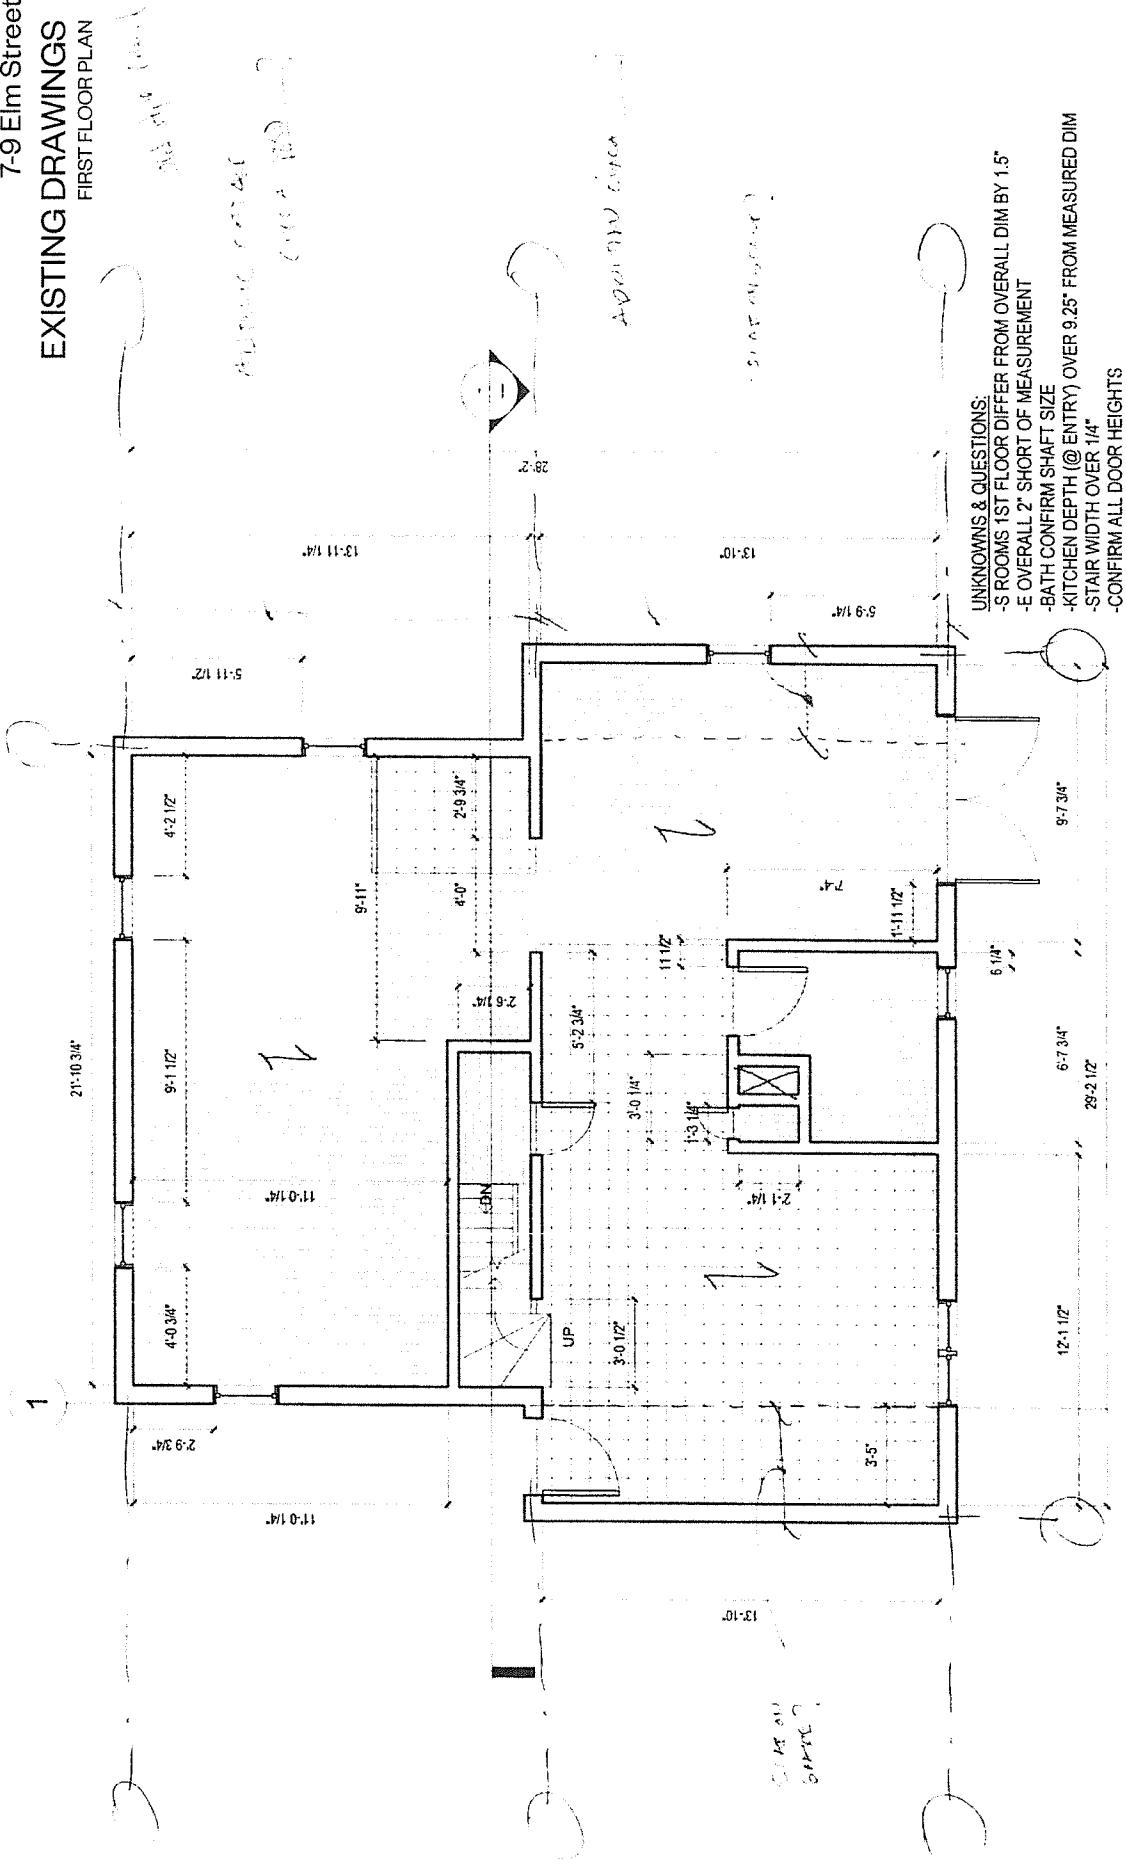 7-9 Elm Street
EXISTING DRAWINGS
FIRST FLOOR PLAN
ADDITION CIRCA
28'-2"
13'-11 1/4"
13'-10"
5'-11 1/2"
5'-9 1/4"
4'-2 1/2"
2'-9 3/4"
9'-11"
4'-0"
7'-4"
9'-7 3/4"
1'-11 1/2"
11 1/2"
6 1/4"
21'-10 3/4"
9'-1 1/2"
2'-6 1/4"
5'-2 3/4"
3'-0 1/4"
1'-3 1/4"
6'-7 3/4"
29'-2 1/2"
11'-0 1/4"
DN
2'-1 1/4"
4'-0 3/4"
UP
3'-0 1/2"
12'-1 1/2"
1
2'-9 3/4"
3'-5"
11'-0 1/4"
13'-10"
UNKNOWNS & QUESTIONS:
-S ROOMS 1ST FLOOR DIFFER FROM OVERALL DIM BY 1.5"
-E OVERALL 2" SHORT OF MEASUREMENT
-BATH CONFIRM SHAFT SIZE
-KITCHEN DEPTH (@ ENTRY) OVER 9.25" FROM MEASURED DIM
-STAIR WIDTH OVER 1/4"
-CONFIRM ALL DOOR HEIGHTS